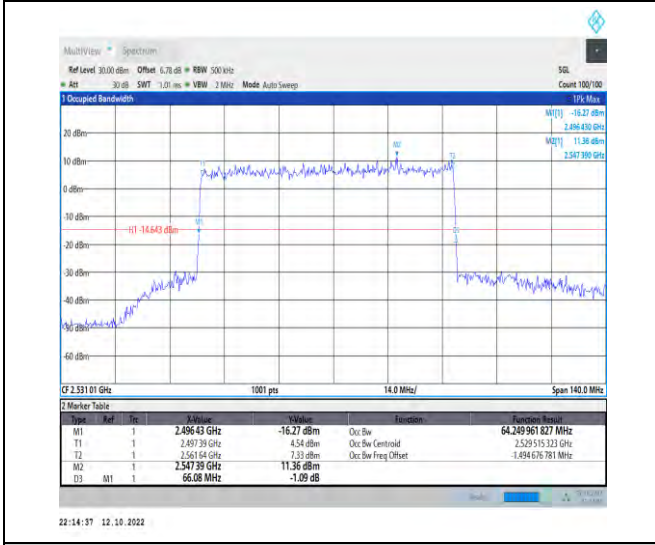 MultiView Spectrum
Ref Level 30.00 dBm Offset 6.78 dB RBW 500 kHz SGL
Att 30 dB SWT 1.01 ms VBW 2 MHz Mode Auto Sweep Count 100/100
1 Occupied Bandwidth 1Pk Max
M1[1] -16.27 dBm
2.496 430 GHz
20 dBm
M2[1] 11.36 dBm
2.547 390 GHz
M2
10 dBm
T1
T2
0 dBm
-10 dBm
M1
H1 -14.643 dBm
D3
-20 dBm
-30 dBm
-40 dBm
-50 dBm
-60 dBm
CF 2.531 01 GHz 1001 pts 14.0 MHz/ Span 140.0 MHz
2 Marker Table
Type Ref Trc X-Value Y-Value Function Function Result
M1 1 2.496 43 GHz -16.27 dBm Occ Bw 64.249 961 827 MHz
T1 1 2.497 39 GHz 4.54 dBm Occ Bw Centroid 2.529 515 323 GHz
T2 1 2.561 64 GHz 7.33 dBm Occ Bw Freq Offset -1.494 676 781 MHz
M2 1 2.547 39 GHz 11.36 dBm
D3 M1 1 66.08 MHz -1.09 dB
22:14:37 12.10.2022